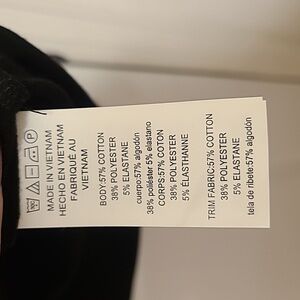 MADE IN VIETNAM
HECHO EN VIETNAM
FABRIQUÉ AU
VIETNAM
BODY:57% COTTON
38% POLYESTER
5% ELASTANE
cuerpo:57% algodón
38% poliéster 5% elastano
CORPS:57% COTON
38% POLYESTER
5% ÉLASTHANNE
TRIM FABRIC:57% COTTON
38% POLYESTER
5% ELASTANE
tela de ribete:57% algodón